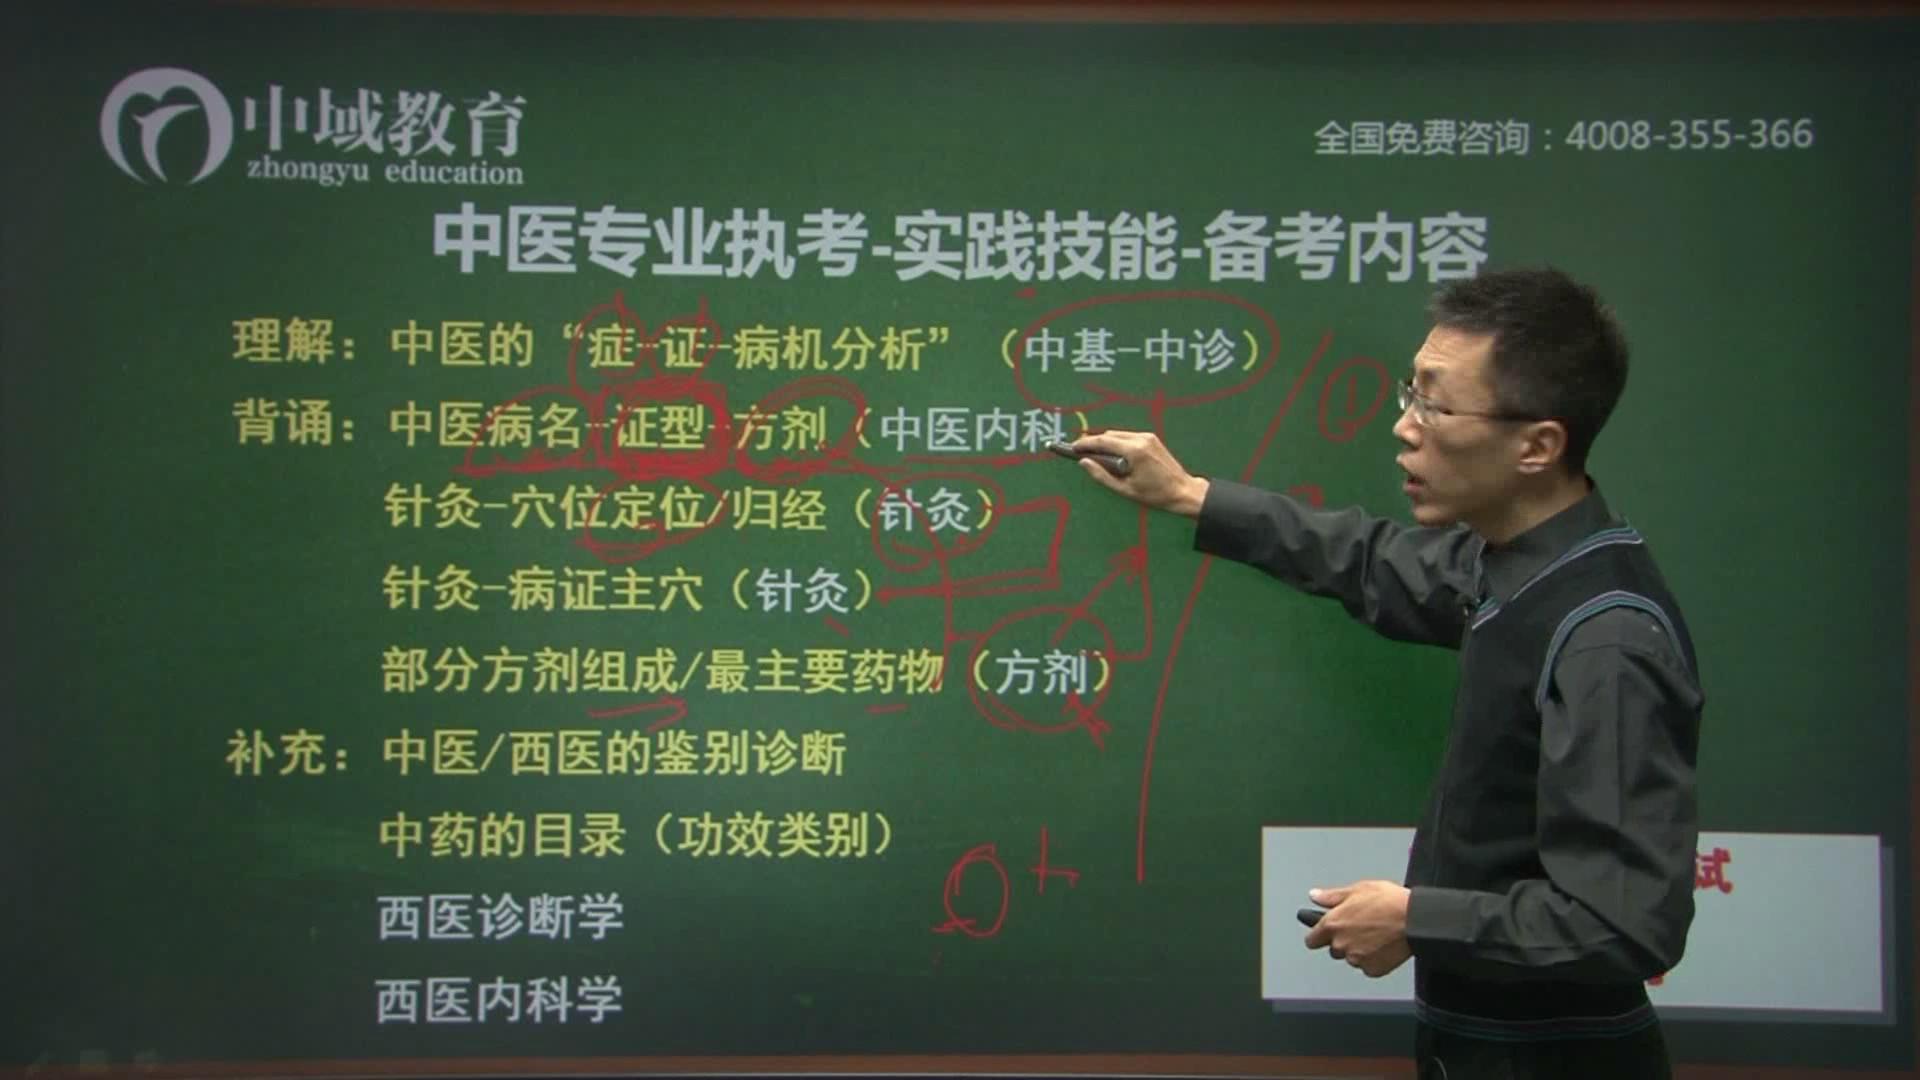 中域教育
zhongyu education
全国免费咨询：4008-355-366
中医专业执考-实践技能-备考内容
理解：中医的“症-证-病机分析”（中基-中诊）
①
背诵：中医病名-证型-方剂（中医内科）
针灸-穴位定位/归经（针灸）
针灸-病证主穴（针灸）
部分方剂组成/最主要药物（方剂）
补充：中医/西医的鉴别诊断
中药的目录（功效类别）
试
西医诊断学
西医内科学